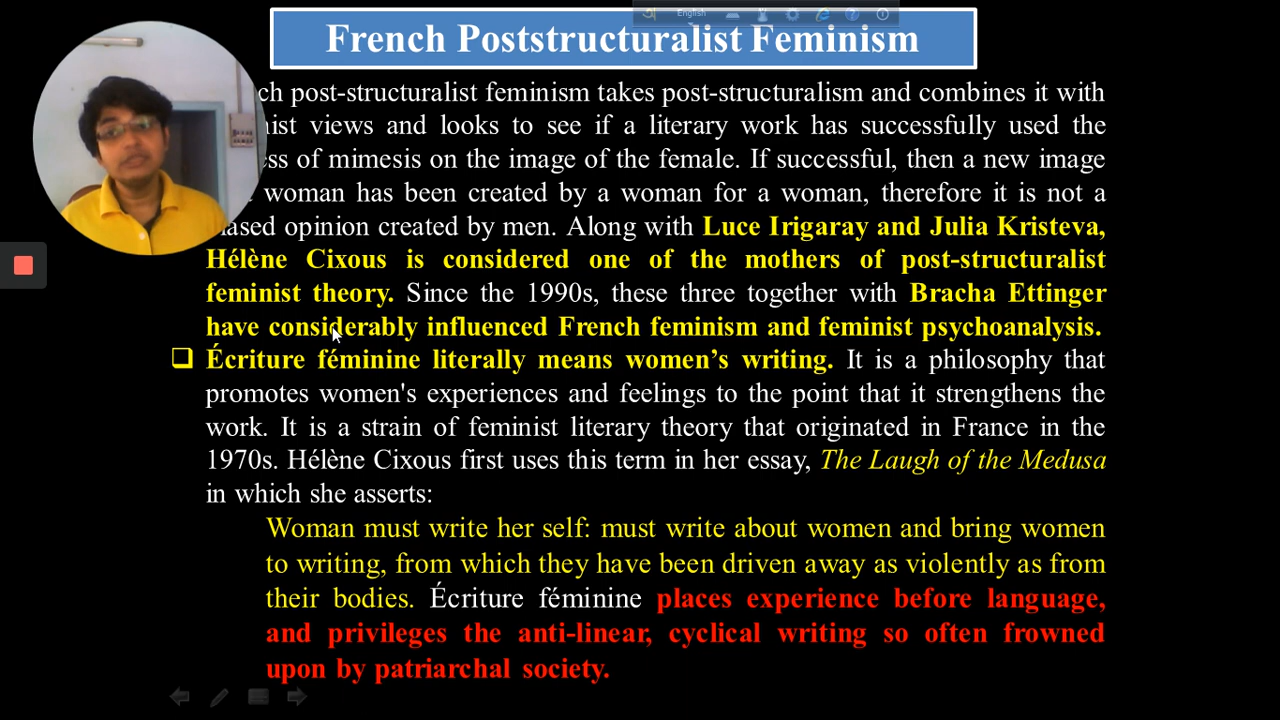 English
French Poststructuralist Feminism
ch post-structuralist feminism takes post-structuralism and combines it with
ist views and looks to see if a literary work has successfully used the
ss of mimesis on the image of the female. If successful, then a new image
woman has been created by a woman for a woman, therefore it is not a
ased opinion created by men. Along with Luce Irigaray and Julia Kristeva,
Hélène Cixous is considered one of the mothers of post-structuralist
feminist theory. Since the 1990s, these three together with Bracha Ettinger
have considerably influenced French feminism and feminist psychoanalysis.
❑ Écriture féminine literally means women’s writing. It is a philosophy that
promotes women's experiences and feelings to the point that it strengthens the
work. It is a strain of feminist literary theory that originated in France in the
1970s. Hélène Cixous first uses this term in her essay, The Laugh of the Medusa
in which she asserts:
Woman must write her self: must write about women and bring women
to writing, from which they have been driven away as violently as from
their bodies. Écriture féminine places experience before language,
and privileges the anti-linear, cyclical writing so often frowned
upon by patriarchal society.